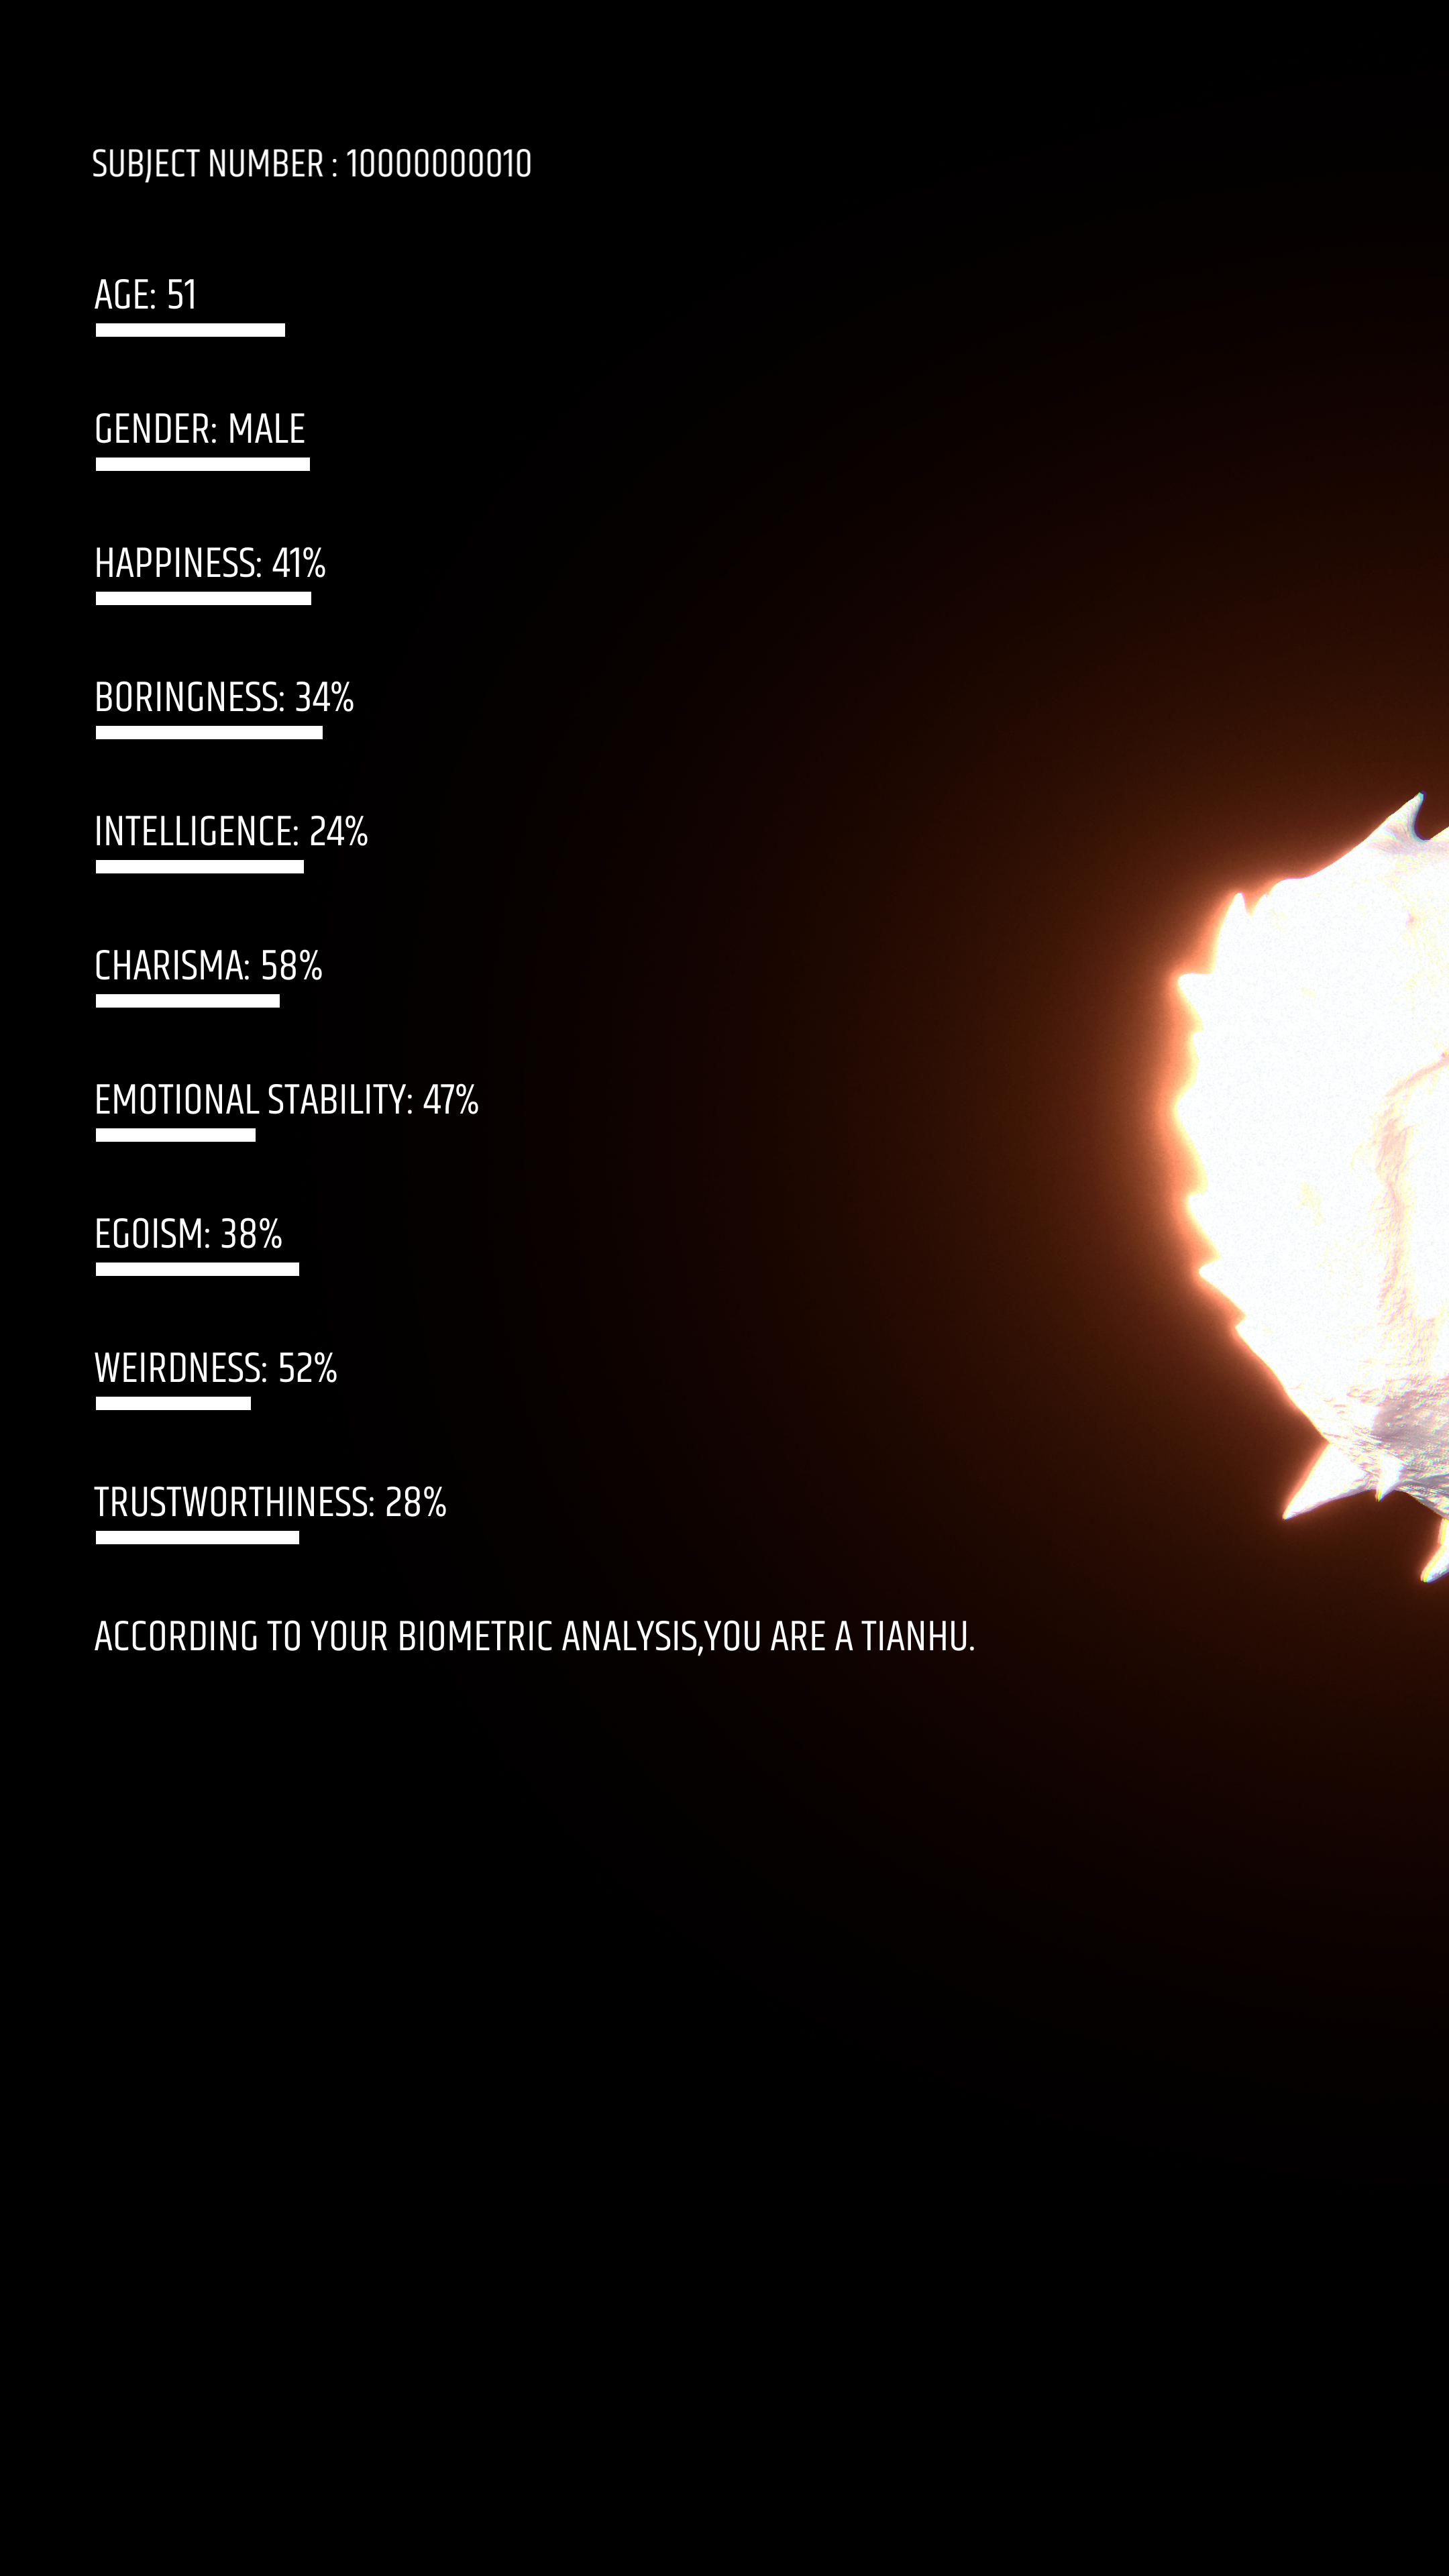 SUBJECT NUMBER : 10000000010
AGE: 51
GENDER: MALE
HAPPINESS: 41%
BORINGNESS: 34%
INTELLIGENCE: 24%
CHARISMA: 58%
EMOTIONAL STABILITY: 47%
EGOISM: 38%
WEIRDNESS: 52%
TRUSTWORTHINESS: 28%
ACCORDING TO YOUR BIOMETRIC ANALYSIS,YOU ARE A TIANHU.